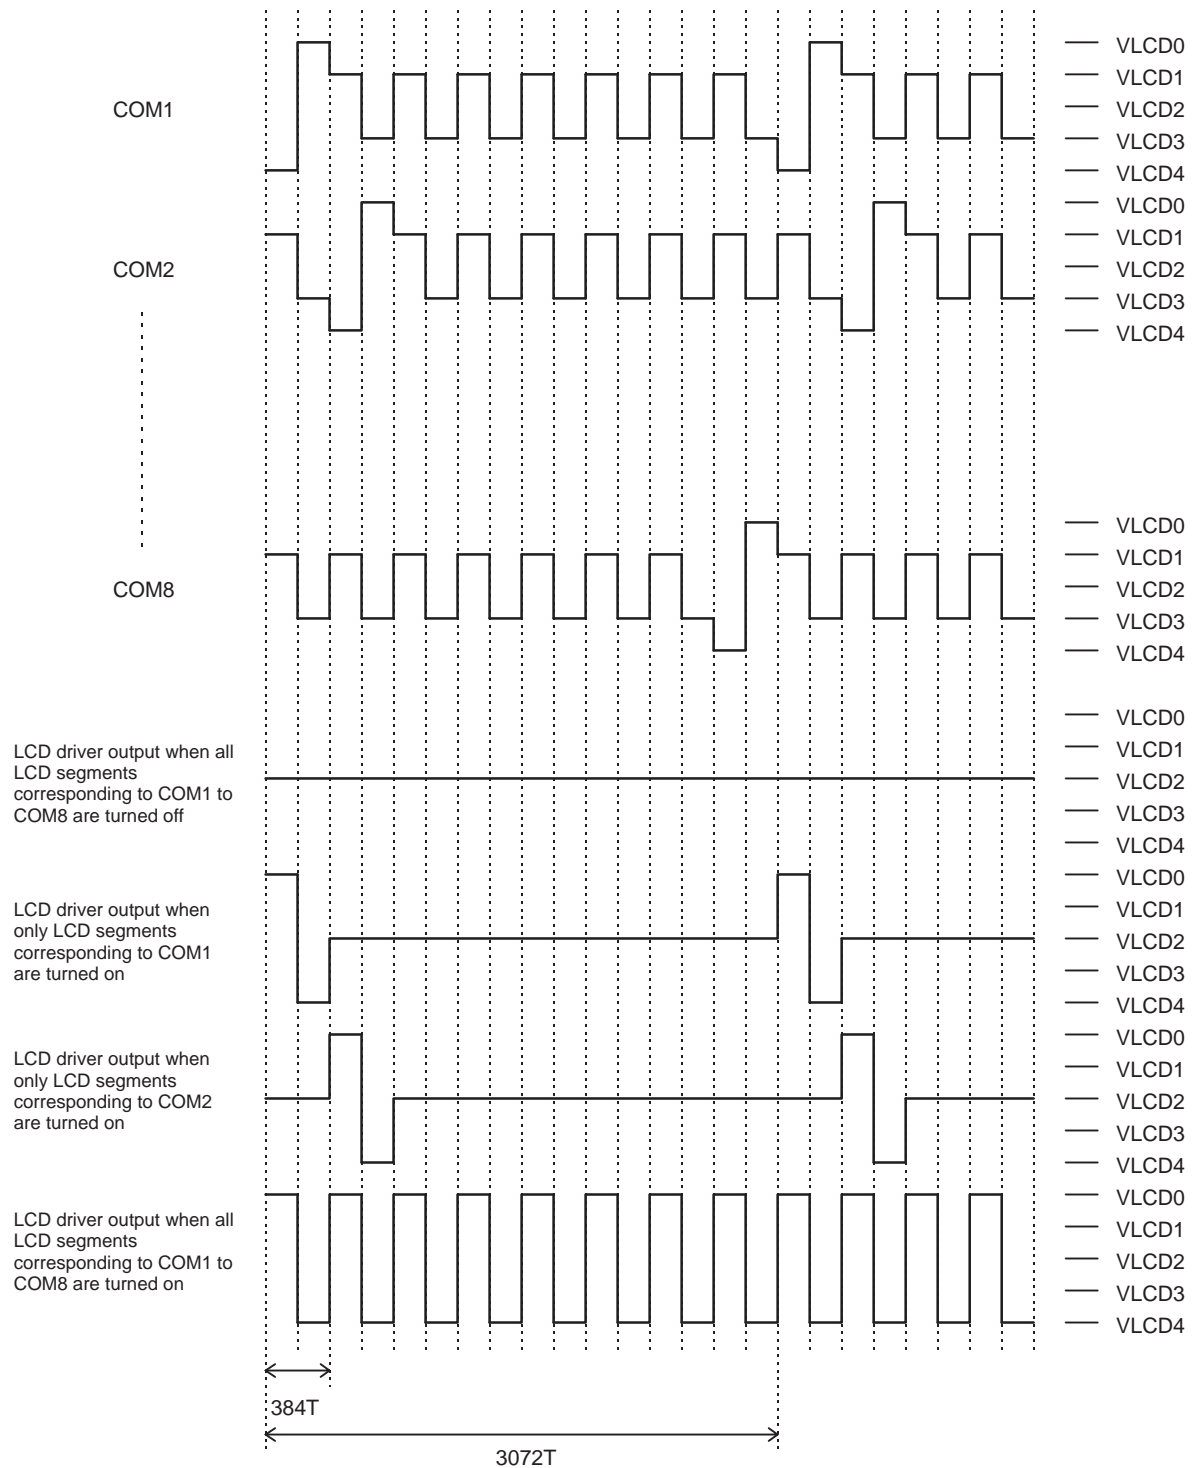 VLCD0
VLCD1
COM1
VLCD2
VLCD3
VLCD4
VLCD0
VLCD1
COM2
VLCD2
VLCD3
VLCD4
VLCD0
VLCD1
COM8
VLCD2
VLCD3
VLCD4
LCD driver output when all
LCD segments
corresponding to COM1 to
COM8 are turned off
VLCD0
VLCD1
VLCD2
VLCD3
VLCD4
LCD driver output when
only LCD segments
corresponding to COM1
are turned on
VLCD0
VLCD1
VLCD2
VLCD3
VLCD4
LCD driver output when
only LCD segments
corresponding to COM2
are turned on
VLCD0
VLCD1
VLCD2
VLCD3
VLCD4
LCD driver output when all
LCD segments
corresponding to COM1 to
COM8 are turned on
VLCD0
VLCD1
VLCD2
VLCD3
VLCD4
384T
3072T